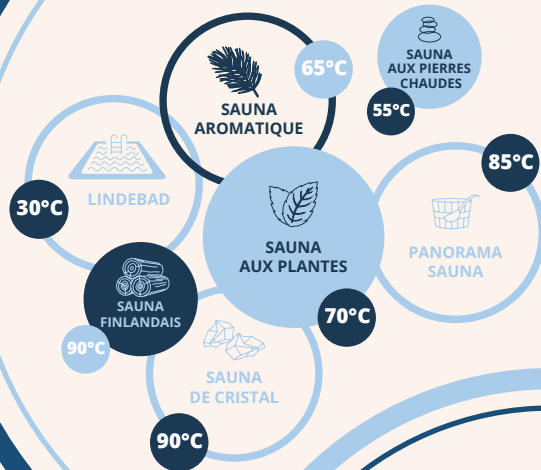 SAUNA
AROMATIQUE
65°C
SAUNA
AUX PIERRES
CHAUDES
55°C
LINDEBAD
30°C
SAUNA
AUX PLANTES
70°C
PANORAMA
SAUNA
85°C
SAUNA
FINLANDAIS
90°C
SAUNA
DE CRISTAL
90°C